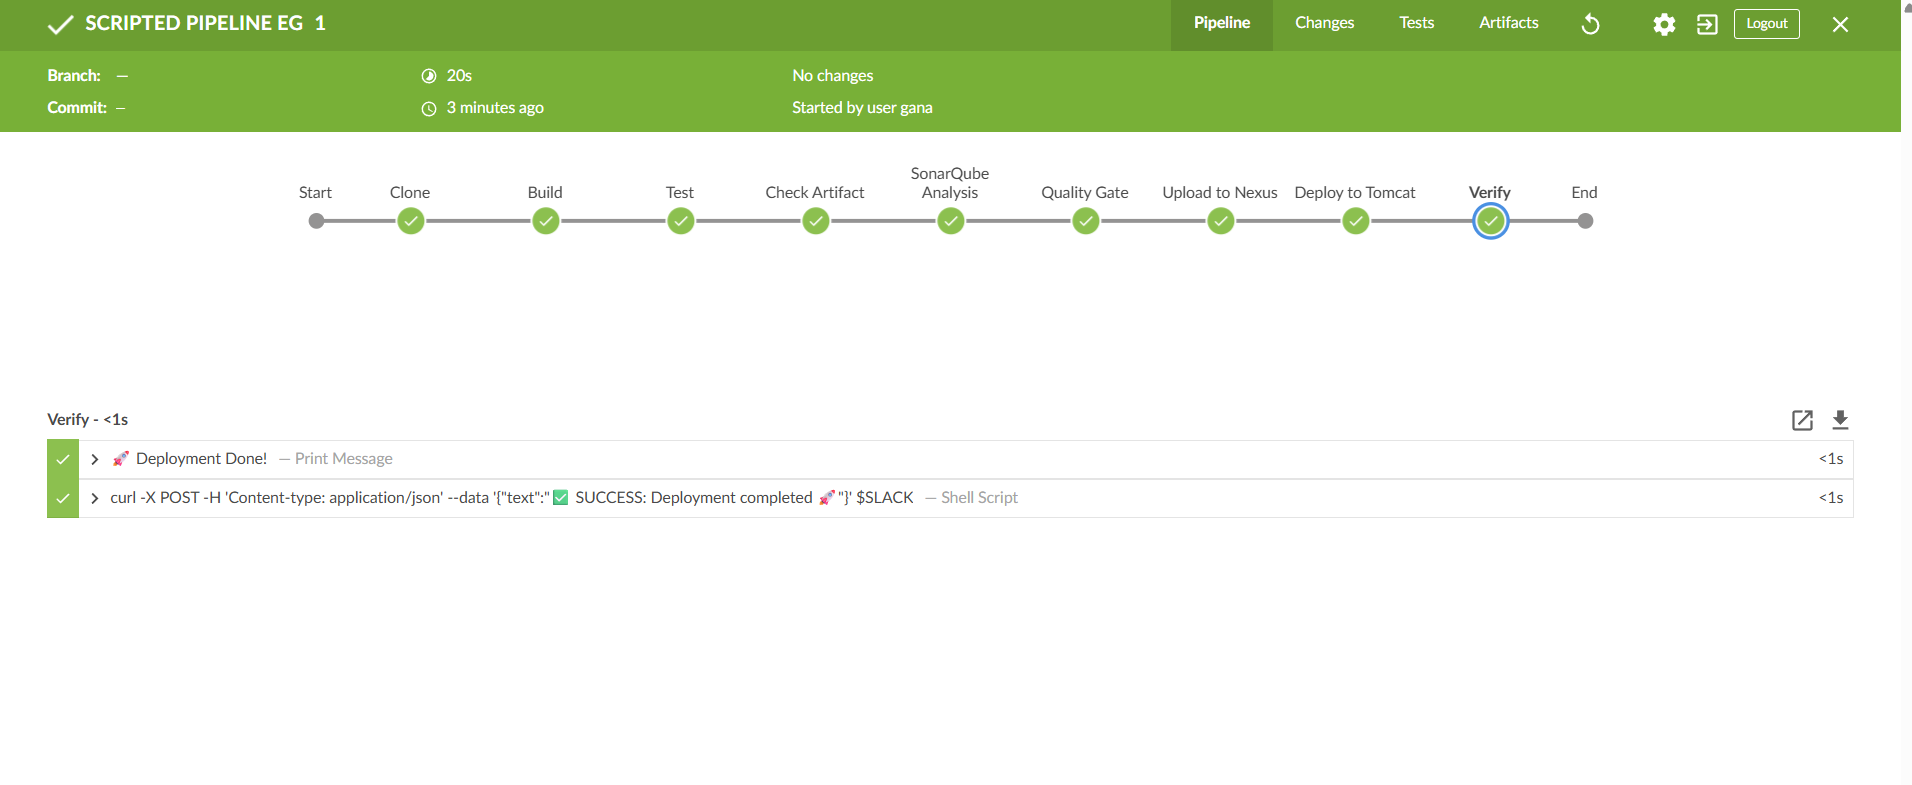 SCRIPTED PIPELINE EG 1
Pipeline Changes Tests Artifacts Logout
Branch: — 20s No changes
Commit: — 3 minutes ago Started by user gana
Start Clone Build Test Check Artifact SonarQube Analysis Quality Gate Upload to Nexus Deploy to Tomcat Verify End
Verify - <1s
🚀 Deployment Done! — Print Message <1s
curl -X POST -H 'Content-type: application/json' --data '{"text":"✅ SUCCESS: Deployment completed 🚀"}' $SLACK — Shell Script <1s